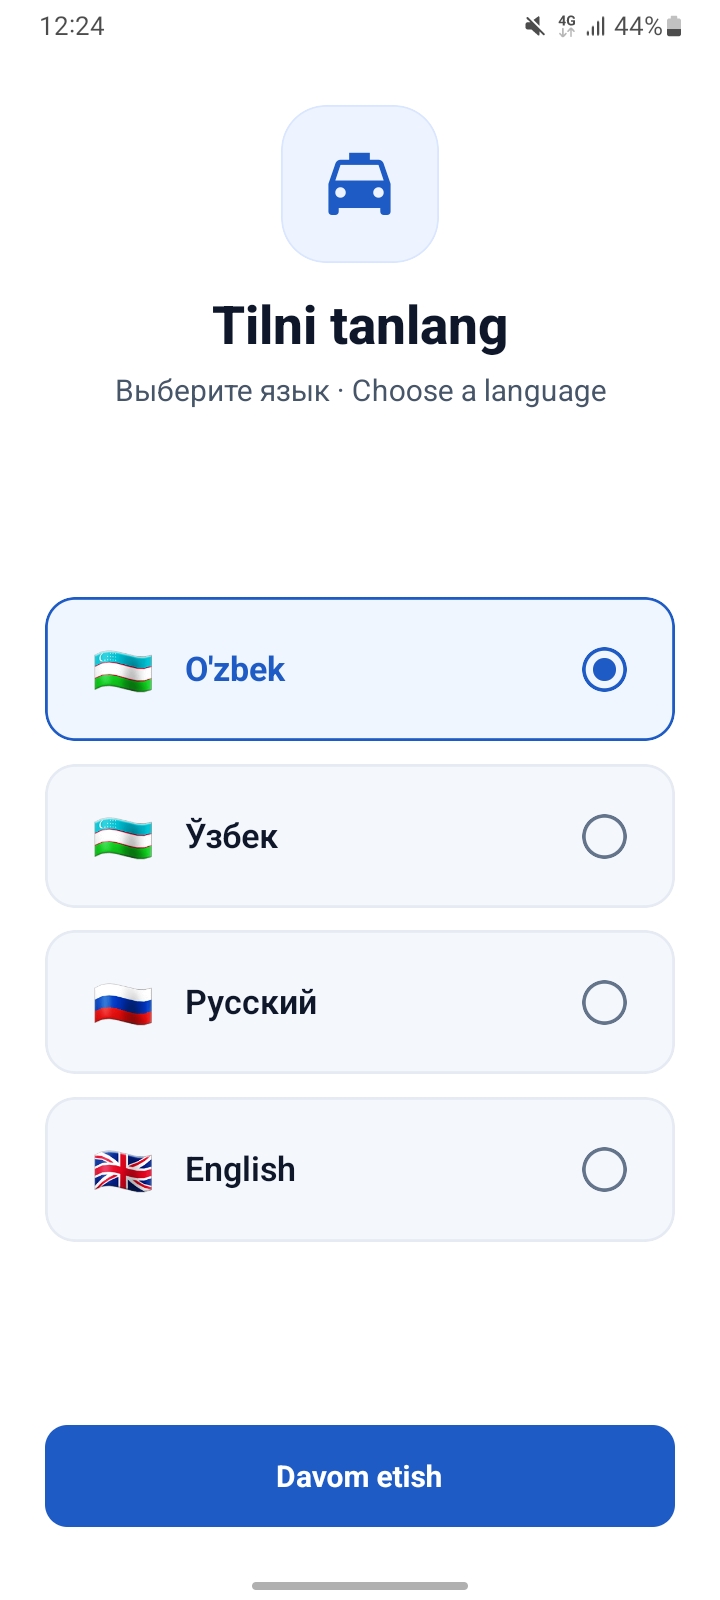 12:24
4G
44%
Tilni tanlang
Выберите язык · Choose a language
O'zbek
Ўзбек
Русский
English
Davom etish